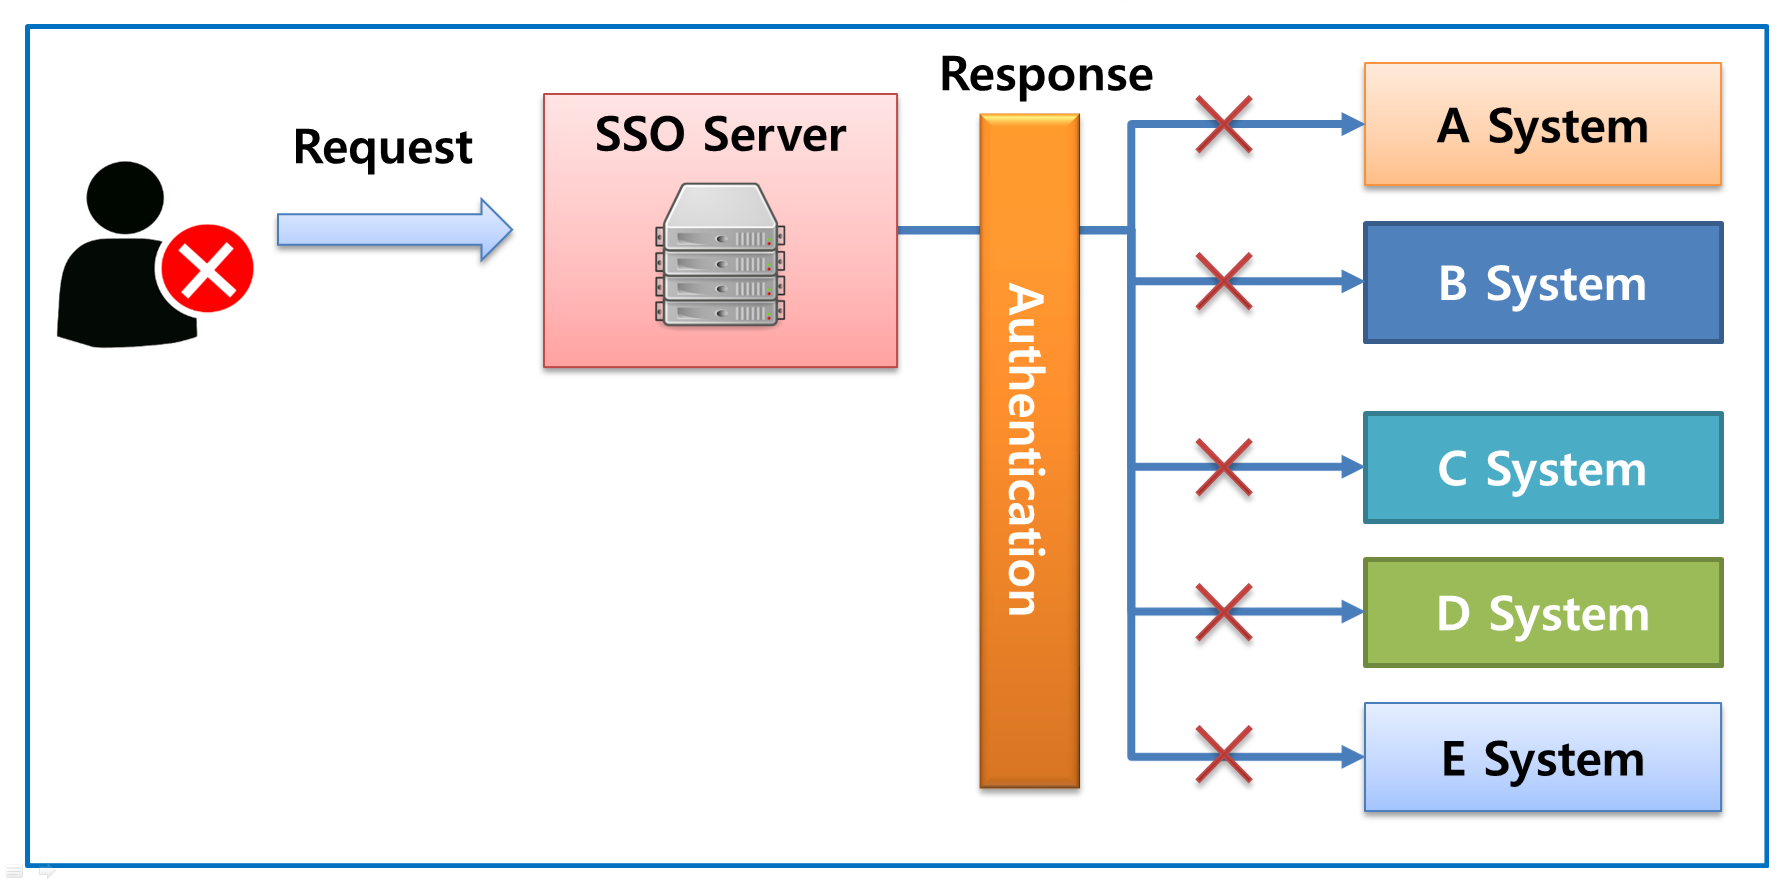 Request
SSO Server
Response
Authentication
A System
B System
C System
D System
E System